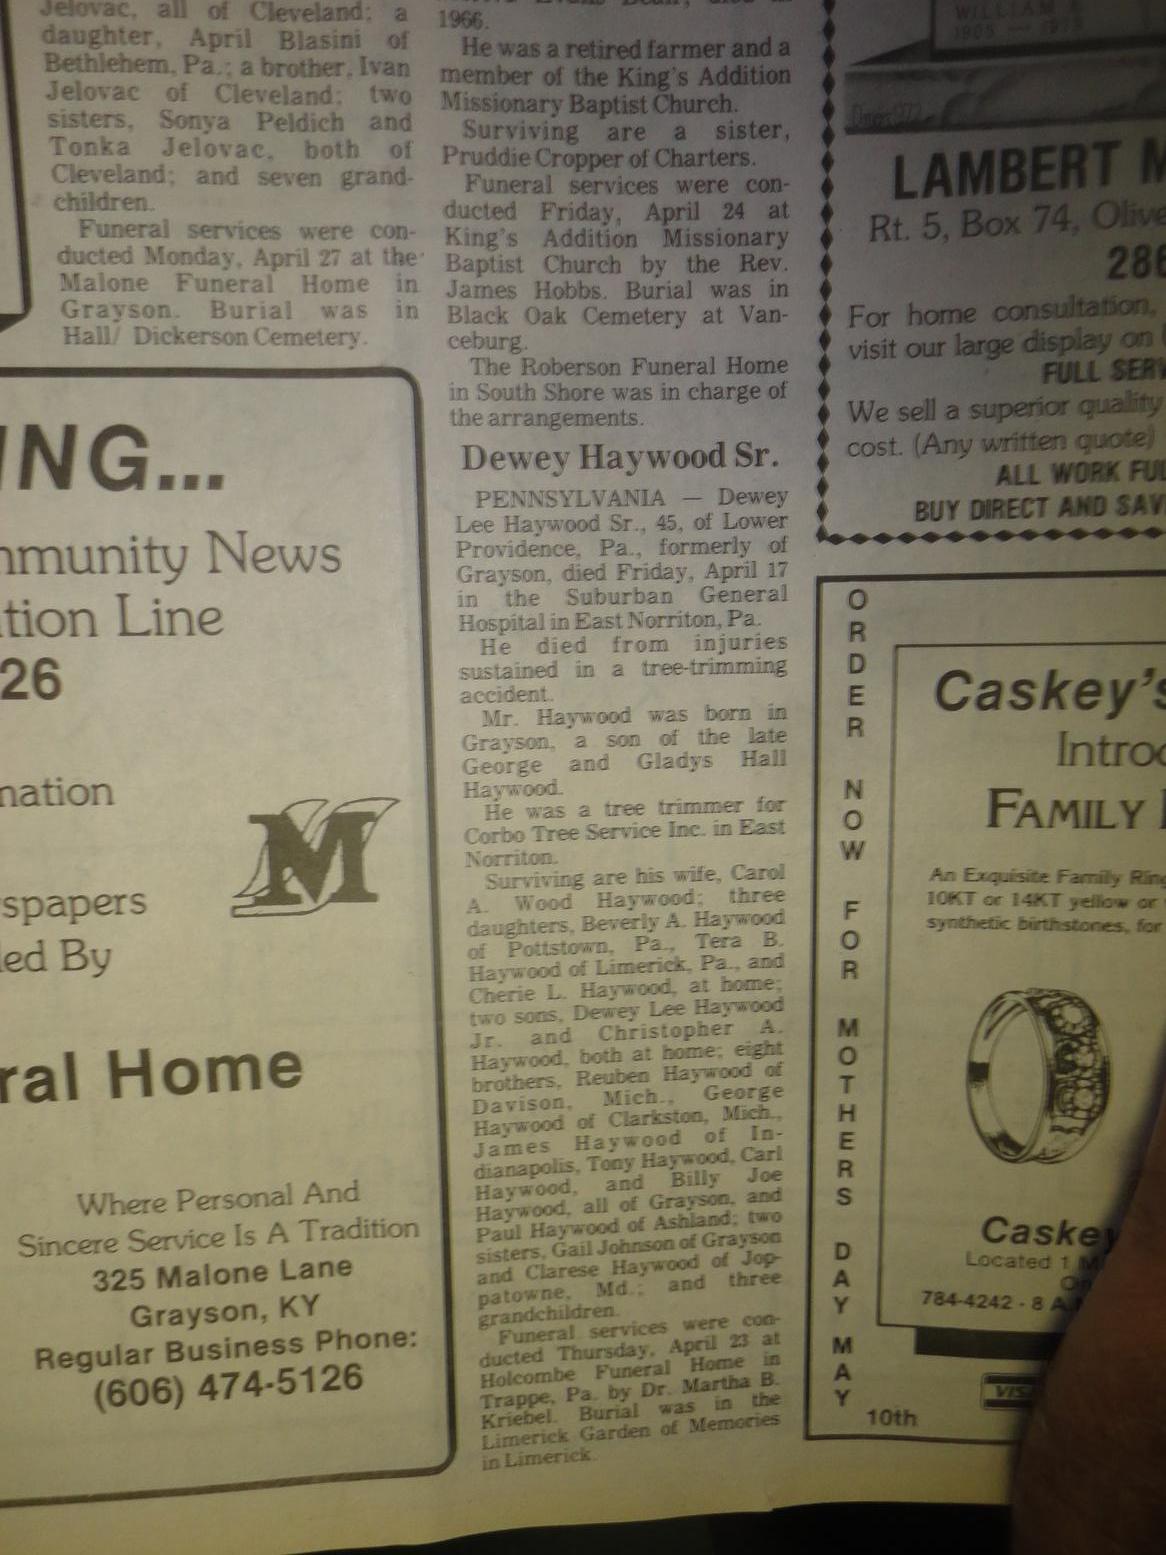 Jelovac, all of Cleveland; a
daughter, April Blasini of
Bethlehem, Pa.; a brother, Ivan
Jelovac of Cleveland; two
sisters, Sonya Peldich and
Tonka Jelovac, both of
Cleveland; and seven grand-
children.
Funeral services were con-
ducted Monday, April 27 at the
Malone Funeral Home in
Grayson. Burial was in
Hall/ Dickerson Cemetery.
ING...
mmunity News
tion Line
26
mation
M
spapers
ed By
ral Home
Where Personal And
Sincere Service Is A Tradition
325 Malone Lane
Grayson, KY
Regular Business Phone:
(606) 474-5126
1966.
He was a retired farmer and a
member of the King's Addition
Missionary Baptist Church.
Surviving are a sister,
Pruddie Cropper of Charters.
Funeral services were con-
ducted Friday, April 24 at
King's Addition Missionary
Baptist Church by the Rev.
James Hobbs. Burial was in
Black Oak Cemetery at Van-
ceburg.
The Roberson Funeral Home
in South Shore was in charge of
the arrangements.
Dewey Haywood Sr.
PENNSYLVANIA — Dewey
Lee Haywood Sr., 45, of Lower
Providence, Pa., formerly of
Grayson, died Friday, April 17
in the Suburban General
Hospital in East Norriton, Pa.
He died from injuries
sustained in a tree-trimming
accident.
Mr. Haywood was born in
Grayson, a son of the late
George and Gladys Hall
Haywood.
He was a tree trimmer for
Corbo Tree Service Inc. in East
Norriton.
Surviving are his wife, Carol
A. Wood Haywood; three
daughters, Beverly A. Haywood
of Pottstown, Pa., Tera B.
Haywood of Limerick, Pa., and
Cherie L. Haywood, at home;
two sons, Dewey Lee Haywood
Jr. and Christopher A.
Haywood, both at home; eight
brothers, Reuben Haywood of
Davison, Mich., George
Haywood of Clarkston, Mich.,
James Haywood of In-
dianapolis, Tony Haywood, Carl
Haywood, and Billy Joe
Haywood, all of Grayson, and
Paul Haywood of Ashland; two
sisters, Gail Johnson of Grayson
and Clarese Haywood of Jop-
patowne, Md.; and three
grandchildren.
Funeral services were con-
ducted Thursday, April 23 at
Holcombe Funeral Home in
Trappe, Pa. by Dr. Martha B.
Kriebel. Burial was in the
Limerick Garden of Memories
in Limerick.
WILLIAM
1905 — 1975
LAMBERT M
Rt. 5, Box 74, Olive
286
For home consultation,
visit our large display on
FULL SERV
We sell a superior quality
cost. (Any written quote)
ALL WORK FUL
BUY DIRECT AND SAV
ORDER NOW FOR MOTHERS DAY MAY
10th
Caskey's
Introd
FAMILY
An Exquisite Family Ring
10KT or 14KT yellow or
synthetic birthstones, for
Caskey
Located 1
On
784-4242 - 8 A
VISA